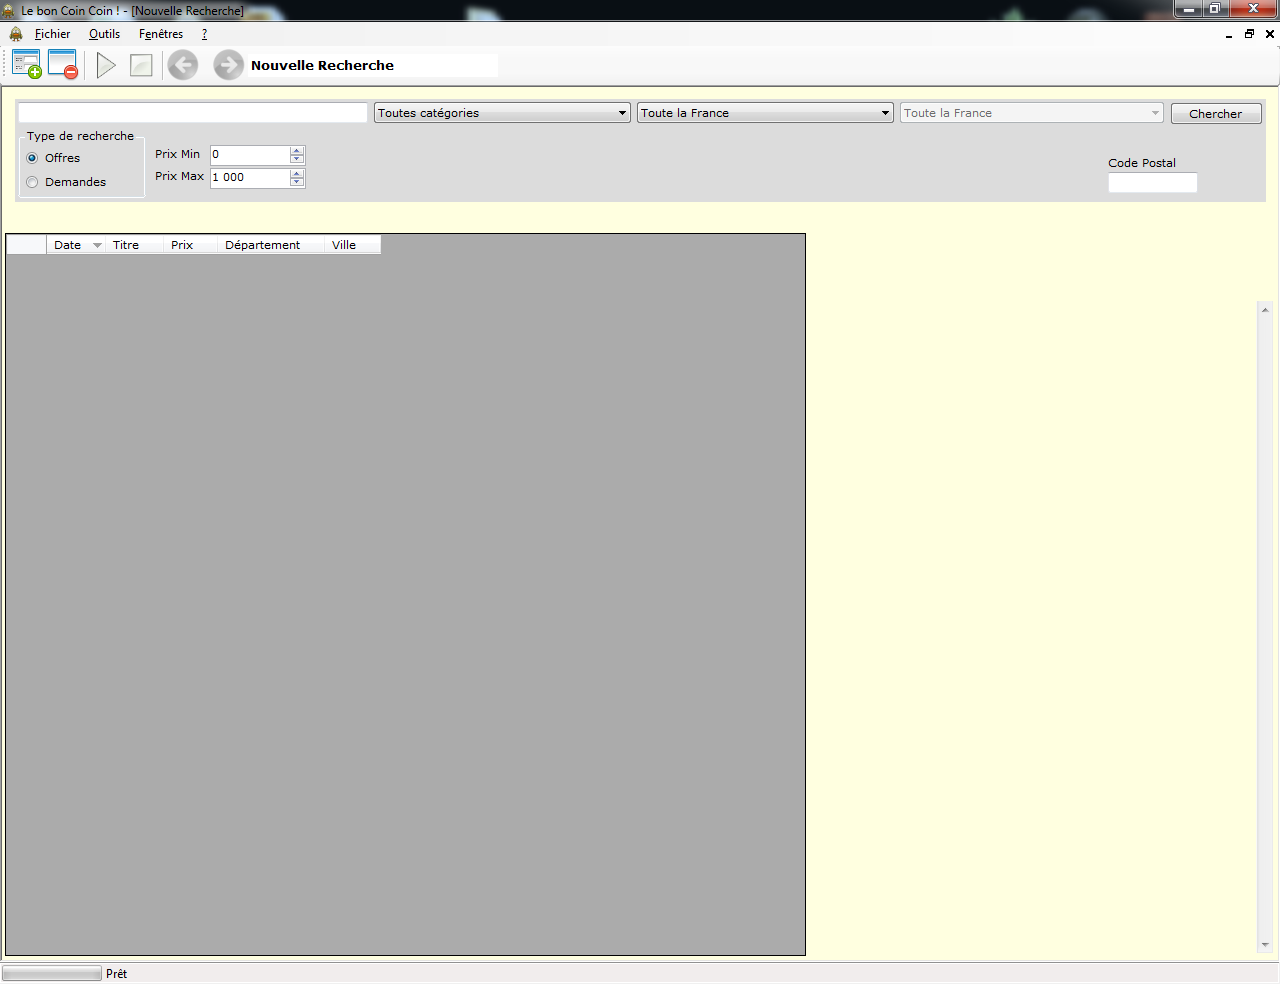 Le bon Coin Coin ! - [Nouvelle Recherche]
Fichier Outils Fenêtres ?
Nouvelle Recherche
Toutes catégories Toute la France Toute la France Chercher
Type de recherche
Offres
Demandes
Prix Min 0
Prix Max 1 000
Code Postal
Date Titre Prix Département Ville
Prêt